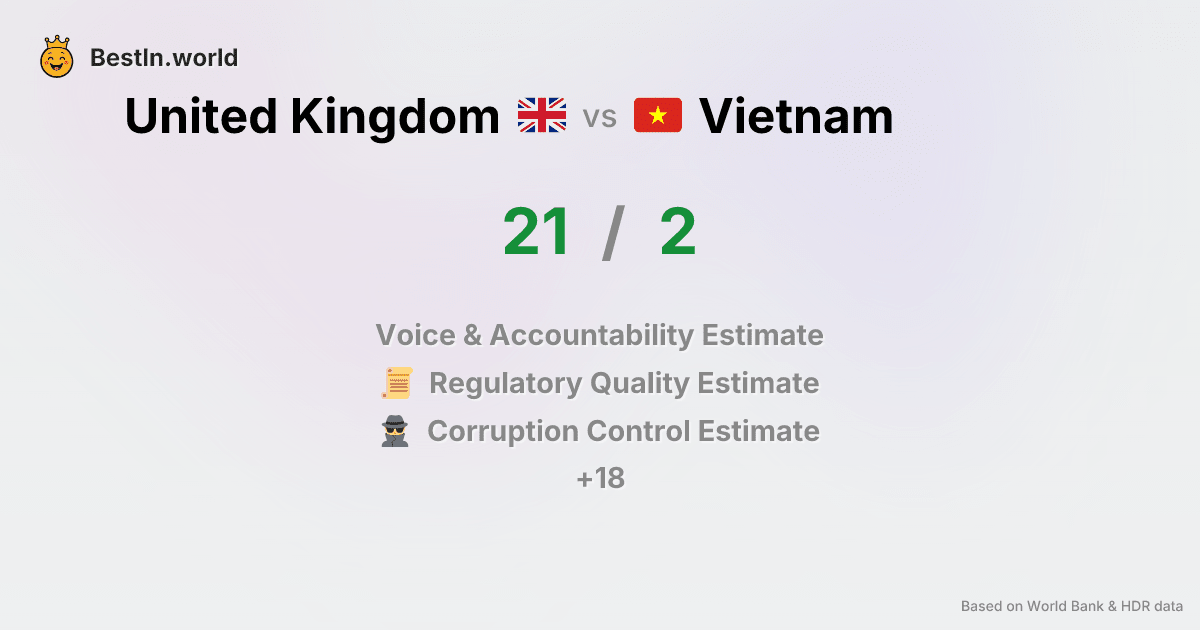 BestIn.world
United Kingdom vs Vietnam
21 / 2
Voice & Accountability Estimate
Regulatory Quality Estimate
Corruption Control Estimate
+18
Based on World Bank & HDR data